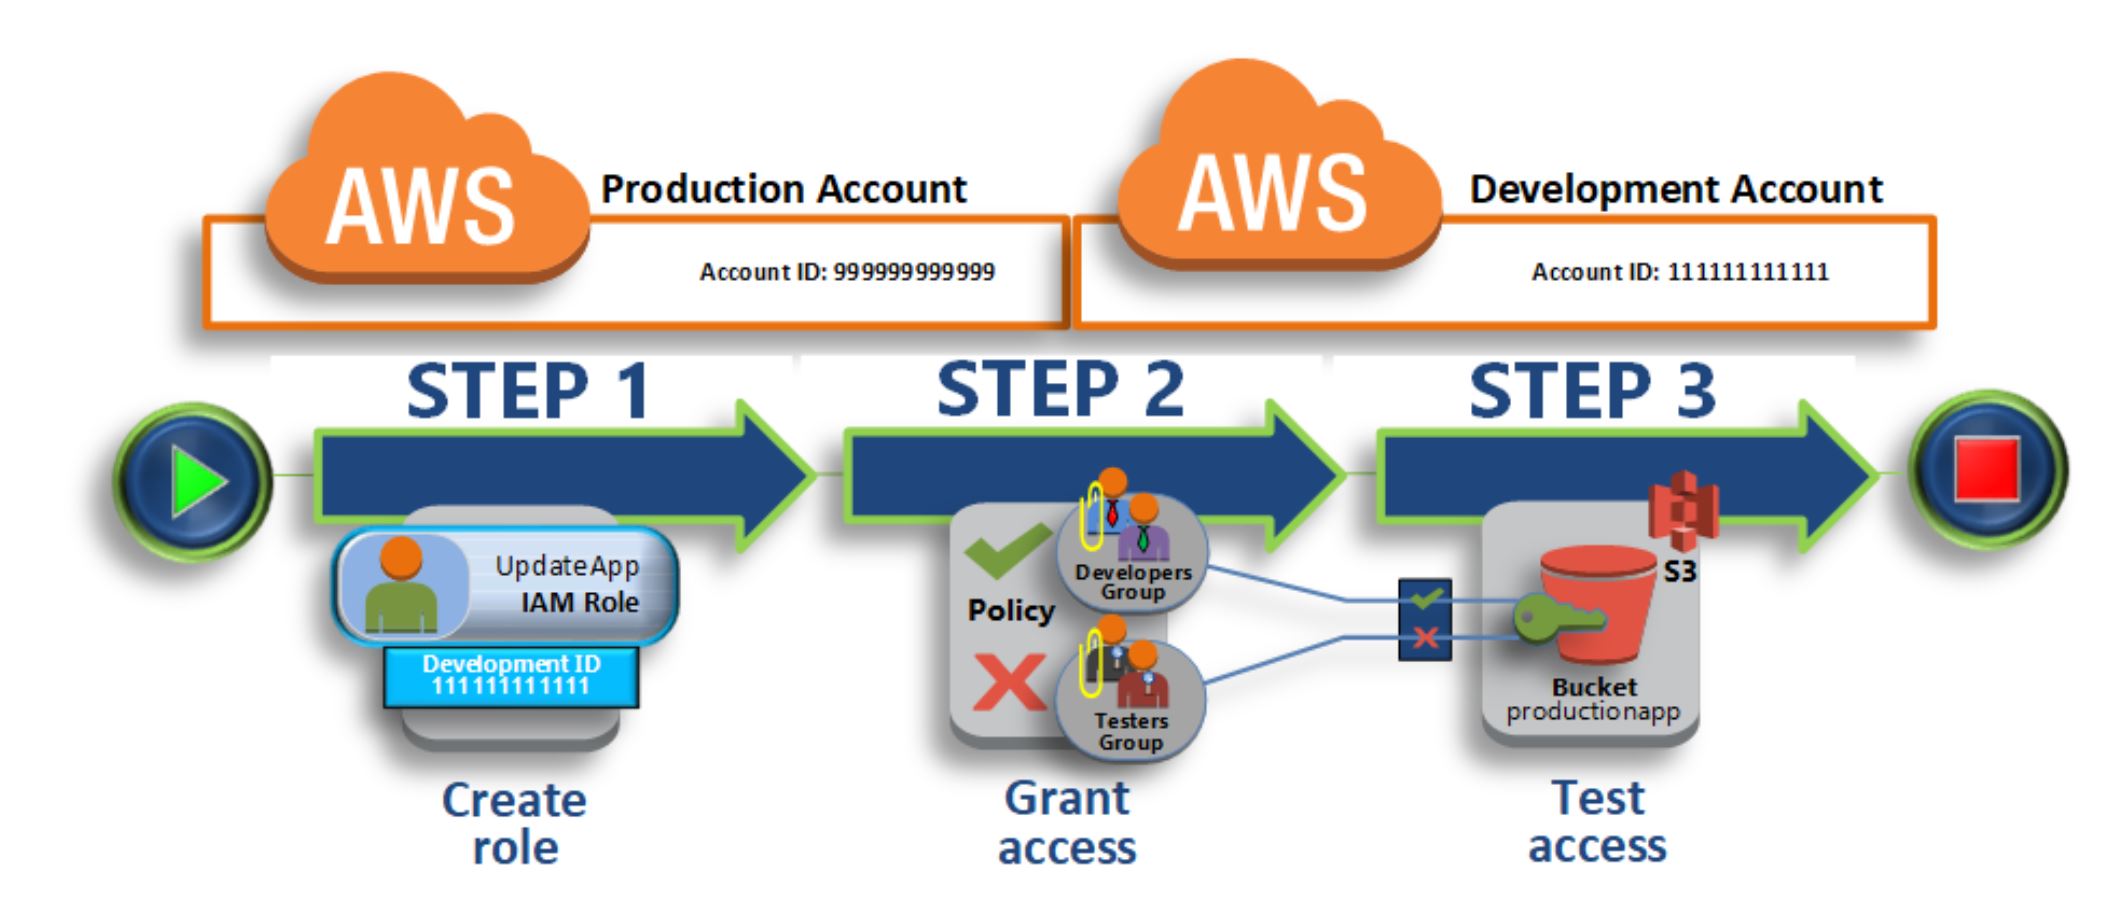 AWS
Production Account
Account ID: 999999999999
AWS
Development Account
Account ID: 111111111111
STEP 1
UpdateApp
IAM Role
Development ID
111111111111
Create
role
STEP 2
Policy
Developers
Group
Testers
Group
Grant
access
STEP 3
S3
Bucket
productionapp
Test
access